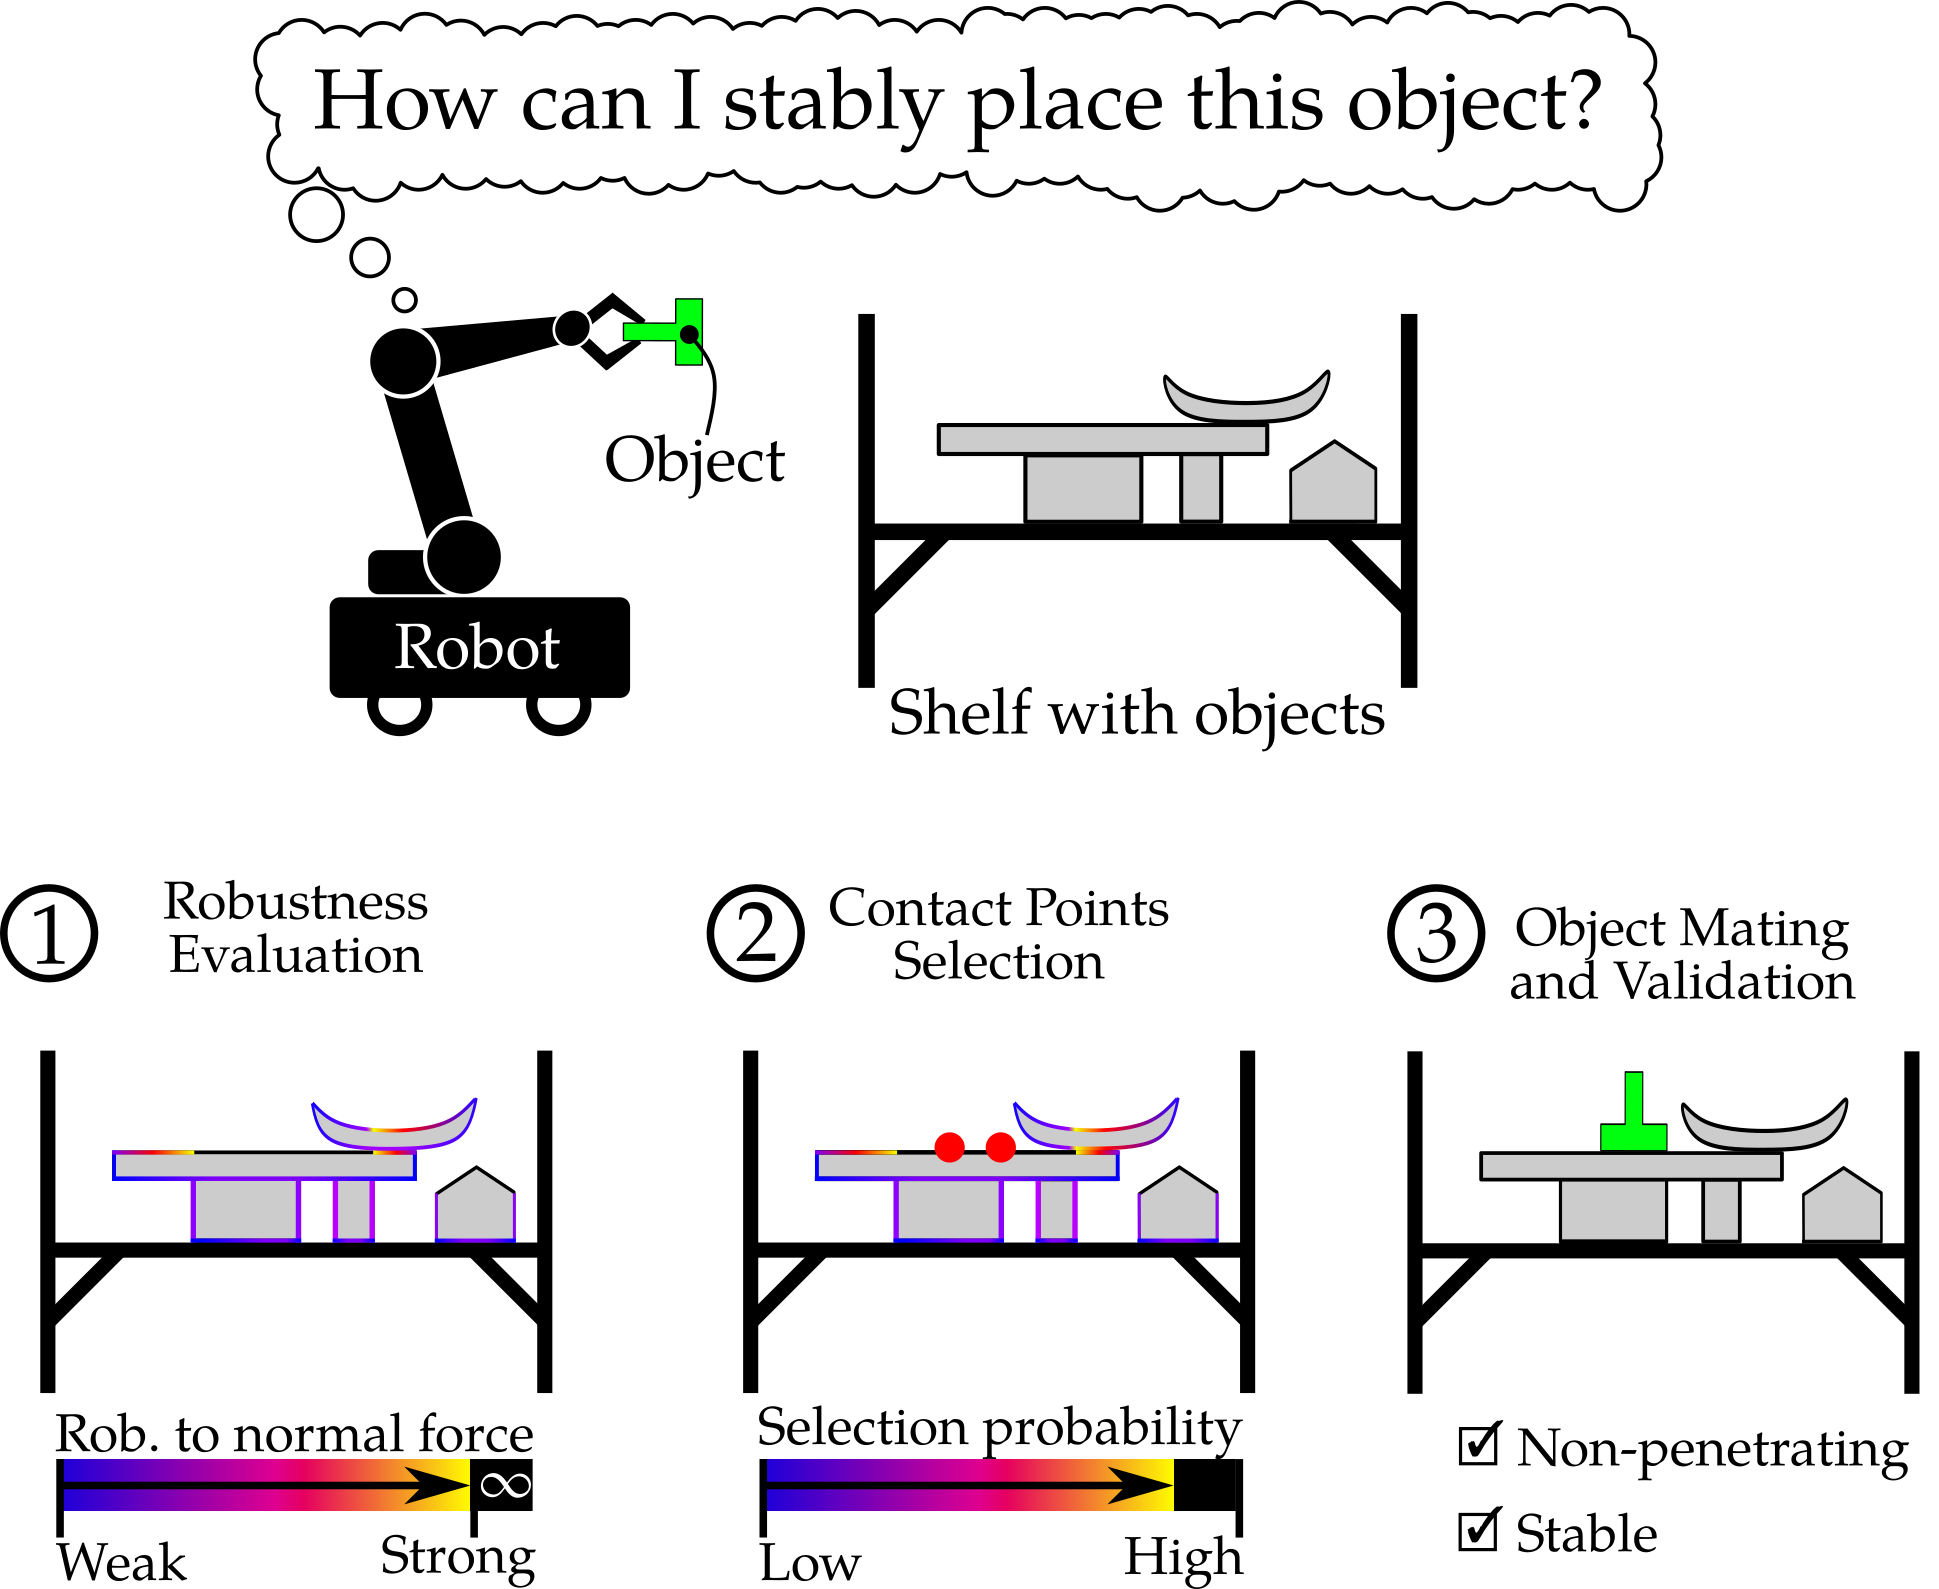 How can I stably place this object?
Object
Robot
Shelf with objects
1
Robustness
Evaluation
2
Contact Points
Selection
3
Object Mating
and Validation
Rob. to normal force
∞
Weak
Strong
Selection probability
Low
High
Non-penetrating
Stable